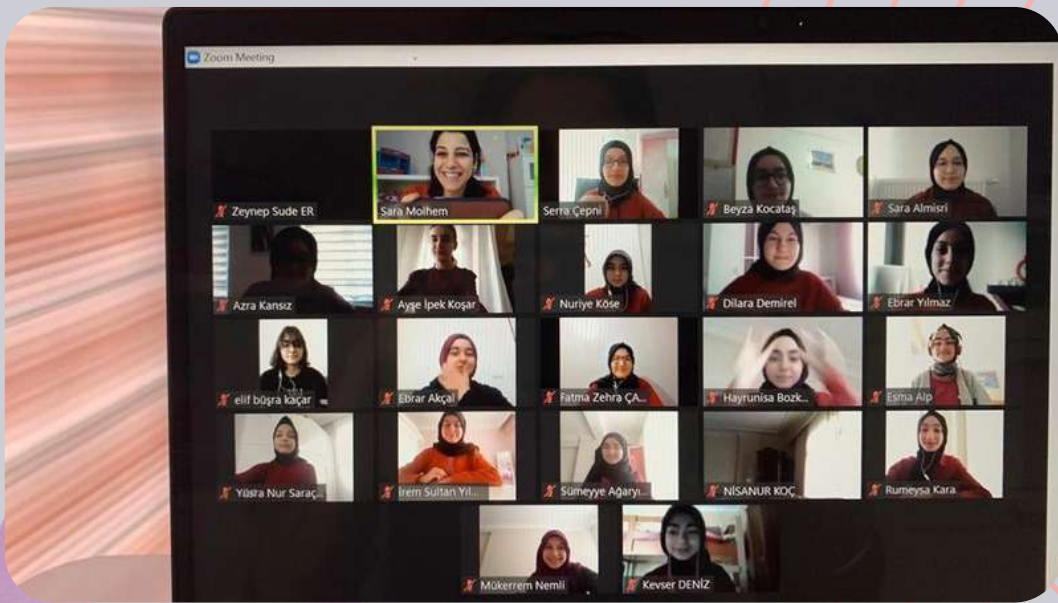 Zoom Meeting
Zeynep Sude ER
Sara Molhem
Serra Çepni
Beyza Kocataş
Sara Almisri
Azra Kansız
Ayşe İpek Koşar
Nuriye Köse
Dilara Demirel
Ebrar Yılmaz
elif büşra kaçar
Ebrar Akçal
Fatma Zehra ÇA...
Hayrunisa Bozk...
Esma Alp
Yüsra Nur Saraç...
İrem Sultan Yıl...
Sümeyye Ağaryı...
NİSANUR KOÇ
Rumeysa Kara
Mükerrem Nemli
Kevser DENİZ